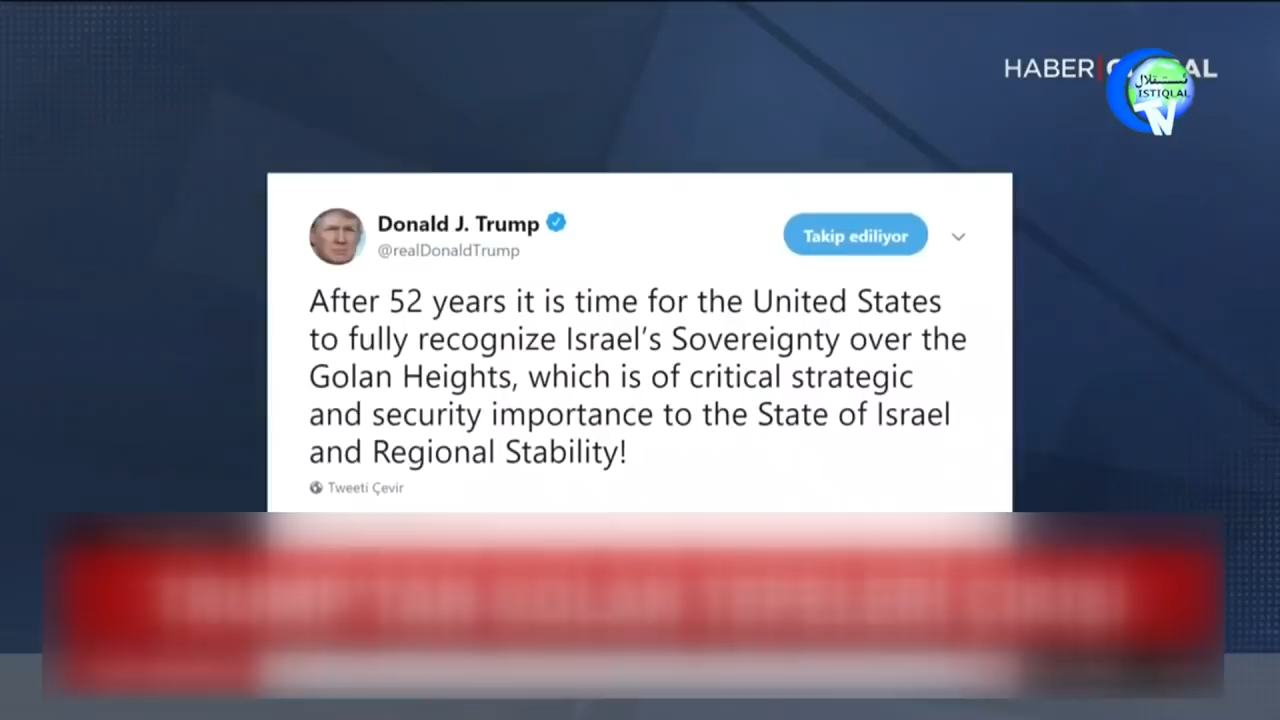 HABER
ئىستىقلال
ISTIQLAL
TV
Donald J. Trump
@realDonaldTrump
Takip ediliyor
After 52 years it is time for the United States
to fully recognize Israel’s Sovereignty over the
Golan Heights, which is of critical strategic
and security importance to the State of Israel
and Regional Stability!
Tweeti Çevir